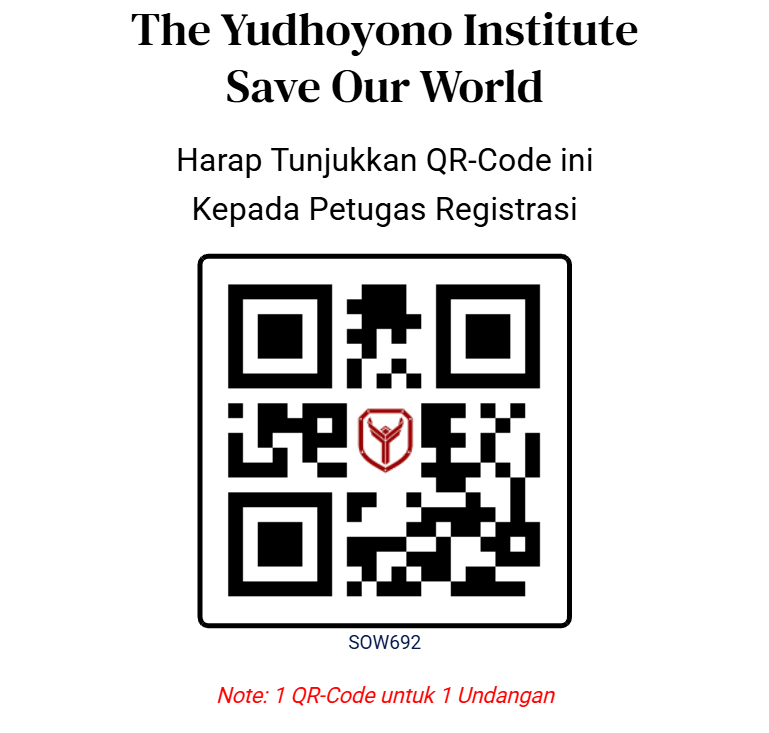 The Yudhoyono Institute
Save Our World
Harap Tunjukkan QR-Code ini
Kepada Petugas Registrasi
SOW692
Note: 1 QR-Code untuk 1 Undangan